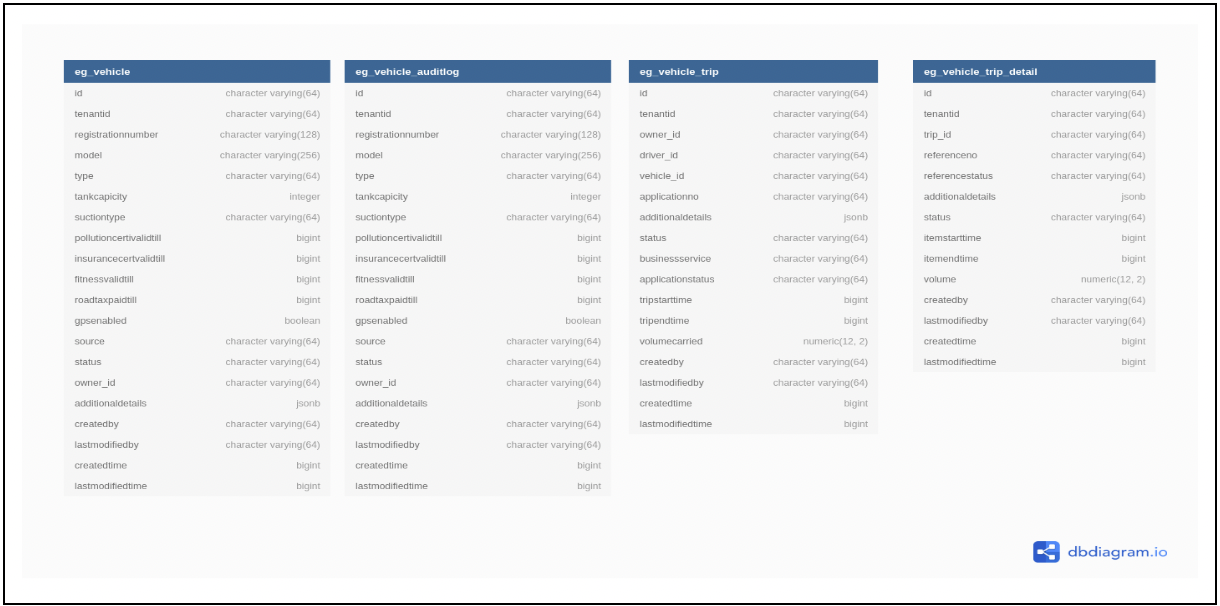 eg_vehicle
id character varying(64)
tenantid character varying(64)
registrationnumber character varying(128)
model character varying(256)
type character varying(64)
tankcapicity integer
suctiontype character varying(64)
pollutioncertivalidtill bigint
insurancecertvalidtill bigint
fitnessvalidtill bigint
roadtaxpaidtill bigint
gpsenabled boolean
source character varying(64)
status character varying(64)
owner_id character varying(64)
additionaldetails jsonb
createdby character varying(64)
lastmodifiedby character varying(64)
createdtime bigint
lastmodifiedtime bigint
eg_vehicle_auditlog
id character varying(64)
tenantid character varying(64)
registrationnumber character varying(128)
model character varying(256)
type character varying(64)
tankcapicity integer
suctiontype character varying(64)
pollutioncertivalidtill bigint
insurancecertvalidtill bigint
fitnessvalidtill bigint
roadtaxpaidtill bigint
gpsenabled boolean
source character varying(64)
status character varying(64)
owner_id character varying(64)
additionaldetails jsonb
createdby character varying(64)
lastmodifiedby character varying(64)
createdtime bigint
lastmodifiedtime bigint
eg_vehicle_trip
id character varying(64)
tenantid character varying(64)
owner_id character varying(64)
driver_id character varying(64)
vehicle_id character varying(64)
applicationno character varying(64)
additionaldetails jsonb
status character varying(64)
businessservice character varying(64)
applicationstatus character varying(64)
tripstarttime bigint
tripendtime bigint
volumecarried numeric(12, 2)
createdby character varying(64)
lastmodifiedby character varying(64)
createdtime bigint
lastmodifiedtime bigint
eg_vehicle_trip_detail
id character varying(64)
tenantid character varying(64)
trip_id character varying(64)
referenceno character varying(64)
referencestatus character varying(64)
additionaldetails jsonb
status character varying(64)
itemstarttime bigint
itemendtime bigint
volume numeric(12, 2)
createdby character varying(64)
lastmodifiedby character varying(64)
createdtime bigint
lastmodifiedtime bigint
dbdiagram.io